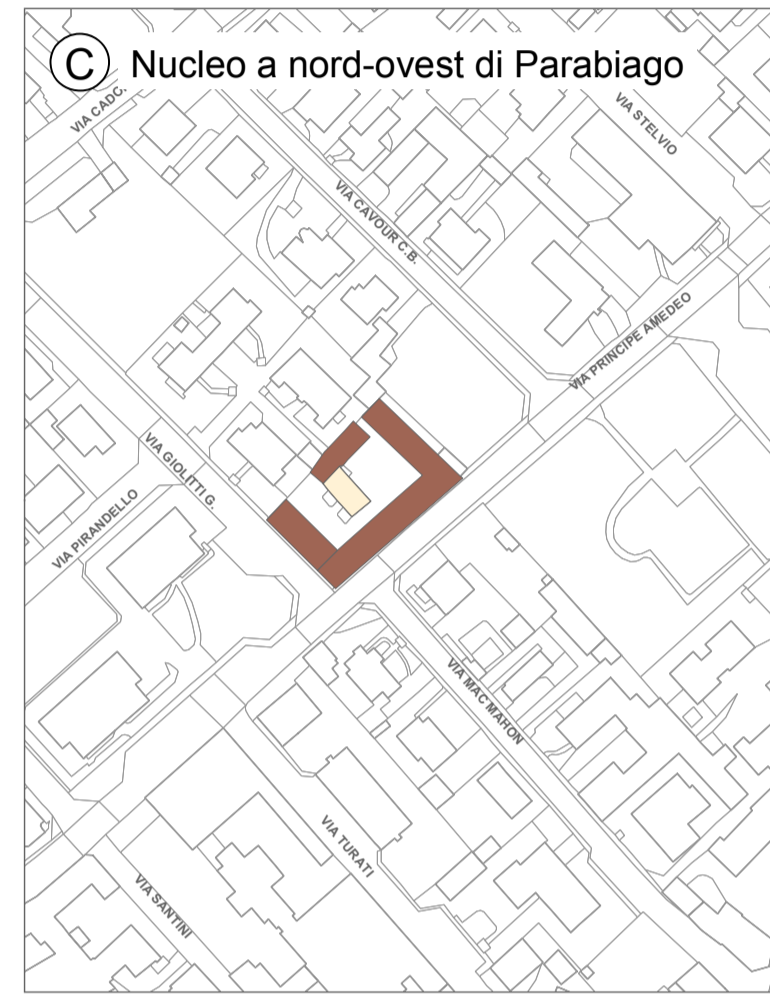 C Nucleo a nord-ovest di Parabiago
VIA CADO
VIA STELVIO
VIA CAVOUR C.B.
VIA PRINCIPE AMEDEO
VIA GIOLITTI G.
VIA PIRANDELLO
VIA MAC MAHON
VIA TURATI
VIA SANTINI